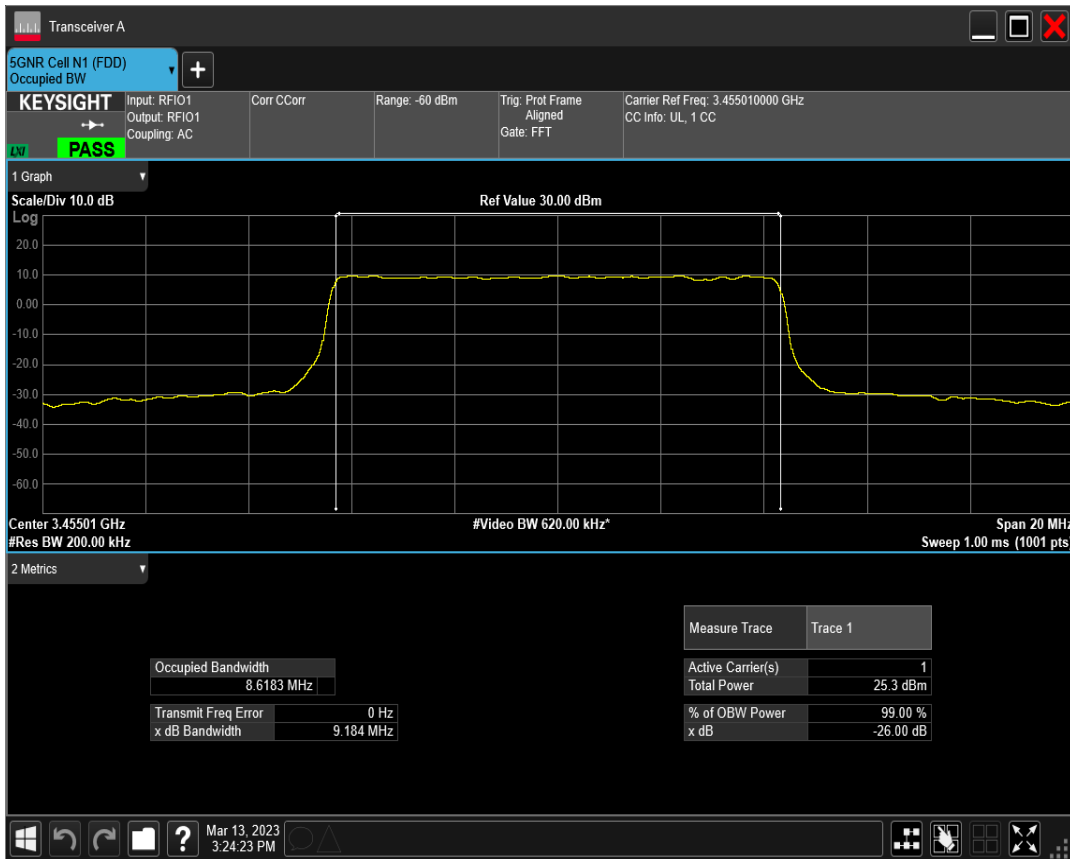 Transceiver A
5GNR Cell N1 (FDD)
Occupied BW
+
KEYSIGHT
LXI
PASS
Input: RFIO1
Output: RFIO1
Coupling: AC
Corr CCorr
Range: -60 dBm
Trig: Prot Frame
Aligned
Gate: FFT
Carrier Ref Freq: 3.455010000 GHz
CC Info: UL, 1 CC
1 Graph
Scale/Div 10.0 dB
Ref Value 30.00 dBm
Log
20.0
10.0
0.00
-10.0
-20.0
-30.0
-40.0
-50.0
-60.0
Center 3.45501 GHz
#Video BW 620.00 kHz*
Span 20 MHz
#Res BW 200.00 kHz
Sweep 1.00 ms (1001 pts)
2 Metrics
Measure Trace Trace 1
Occupied Bandwidth
8.6183 MHz
Active Carrier(s) 1
Total Power 25.3 dBm
Transmit Freq Error 0 Hz
x dB Bandwidth 9.184 MHz
% of OBW Power 99.00 %
x dB -26.00 dB
?
Mar 13, 2023
3:24:23 PM